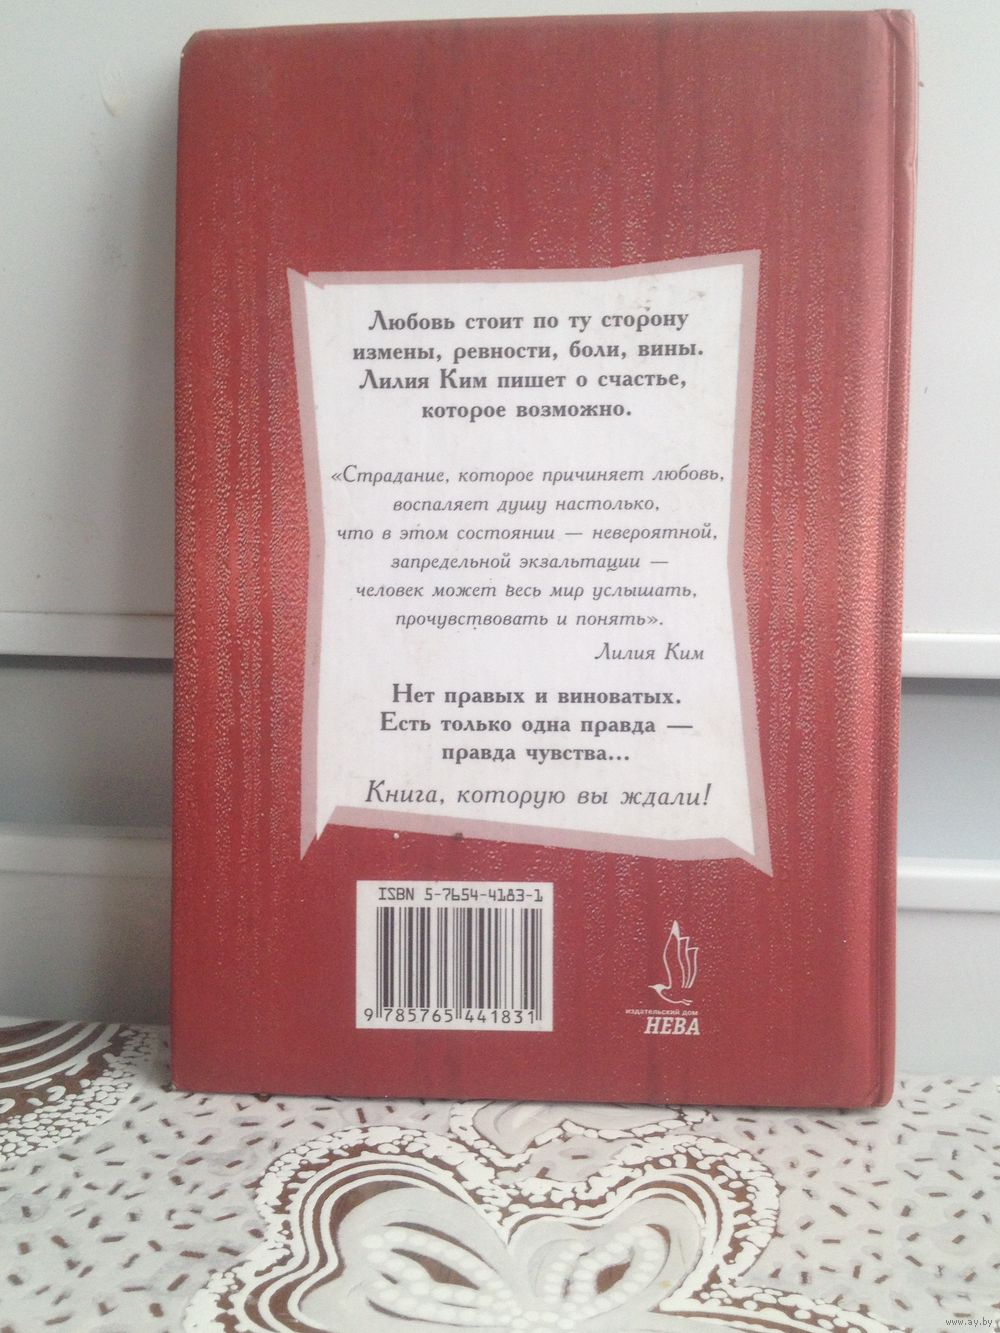 Любовь стоит по ту сторону
измены, ревности, боли, вины.
Лилия Ким пишет о счастье,
которое возможно.
«Страдание, которое причиняет любовь,
воспаляет душу настолько,
что в этом состоянии — невероятной,
запредельной экзальтации —
человек может весь мир услышать,
прочувствовать и понять».
Лилия Ким
Нет правых и виноватых.
Есть только одна правда —
правда чувства...
Книга, которую вы ждали!
ISBN 5-7654-4183-1
9 785765 441831
издательский дом
НЕВА
www.ay.by